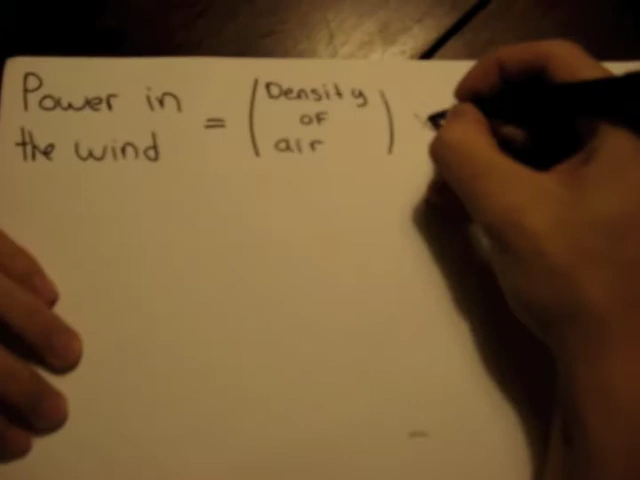 Power in
the wind = (Density
OF
air)